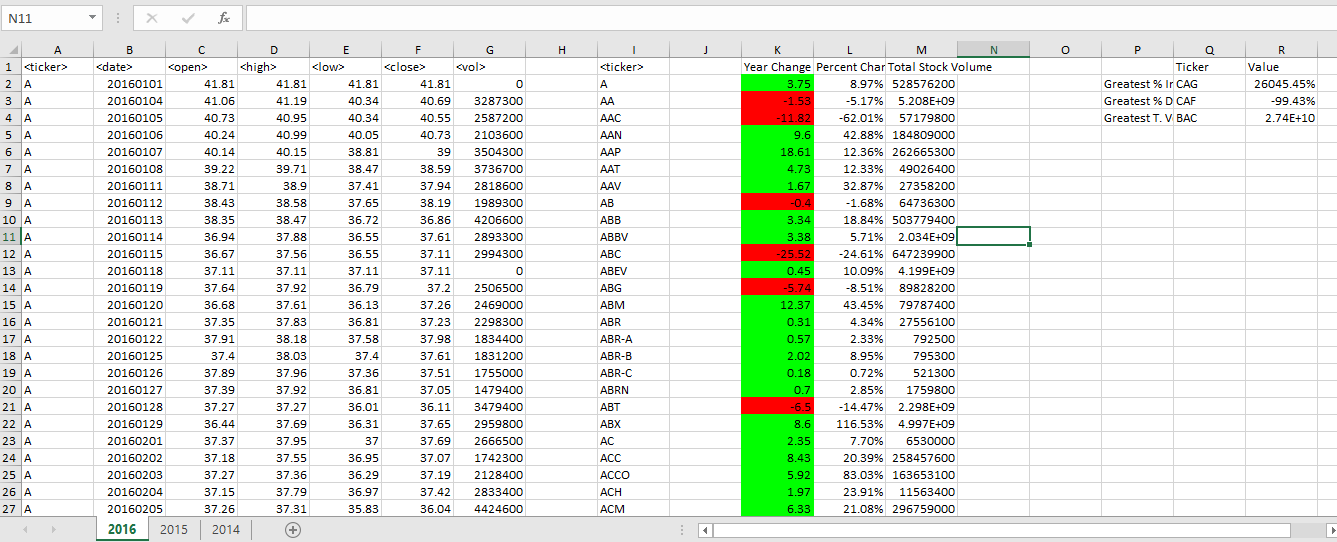 N11 fx
A B C D E F G H I J K L M N O P Q R
1 <ticker> <date> <open> <high> <low> <close> <vol> <ticker> Year Change Percent Char Total Stock Volume Ticker Value
2 A 20160101 41.81 41.81 41.81 41.81 0 A 3.75 8.97% 528576200 Greatest % Ir CAG 26045.45%
3 A 20160104 41.06 41.19 40.34 40.69 3287300 AA -1.53 -5.17% 5.208E+09 Greatest % D CAF -99.43%
4 A 20160105 40.73 40.95 40.34 40.55 2587200 AAC -11.82 -62.01% 57179800 Greatest T. V BAC 2.74E+10
5 A 20160106 40.24 40.99 40.05 40.73 2103600 AAN 9.6 42.88% 184809000
6 A 20160107 40.14 40.15 38.81 39 3504300 AAP 18.61 12.36% 262665300
7 A 20160108 39.22 39.71 38.47 38.59 3736700 AAT 4.73 12.33% 49026400
8 A 20160111 38.71 38.9 37.41 37.94 2818600 AAV 1.67 32.87% 27358200
9 A 20160112 38.43 38.58 37.65 38.19 1989300 AB -0.4 -1.68% 64736300
10 A 20160113 38.35 38.47 36.72 36.86 4206600 ABB 3.34 18.84% 503779400
11 A 20160114 36.94 37.88 36.55 37.61 2893300 ABBV 3.38 5.71% 2.034E+09
12 A 20160115 36.67 37.56 36.55 37.11 2994300 ABC -25.52 -24.61% 647239900
13 A 20160118 37.11 37.11 37.11 37.11 0 ABEV 0.45 10.09% 4.199E+09
14 A 20160119 37.64 37.92 36.79 37.2 2506500 ABG -5.74 -8.51% 89828200
15 A 20160120 36.68 37.61 36.13 37.26 2469000 ABM 12.37 43.45% 79787400
16 A 20160121 37.35 37.83 36.81 37.23 2298300 ABR 0.31 4.34% 27556100
17 A 20160122 37.91 38.18 37.58 37.98 1834400 ABR-A 0.57 2.33% 792500
18 A 20160125 37.4 38.03 37.4 37.61 1831200 ABR-B 2.02 8.95% 795300
19 A 20160126 37.89 37.96 37.36 37.51 1755000 ABR-C 0.18 0.72% 521300
20 A 20160127 37.39 37.92 36.81 37.05 1479400 ABRN 0.7 2.85% 1759800
21 A 20160128 37.27 37.27 36.01 36.11 3479400 ABT -6.5 -14.47% 2.298E+09
22 A 20160129 36.44 37.69 36.31 37.65 2959800 ABX 8.6 116.53% 4.997E+09
23 A 20160201 37.37 37.95 37 37.69 2666500 AC 2.35 7.70% 6530000
24 A 20160202 37.18 37.55 36.95 37.07 1742300 ACC 8.43 20.39% 258457600
25 A 20160203 37.27 37.36 36.29 37.19 2128400 ACCO 5.92 83.03% 163653100
26 A 20160204 37.15 37.79 36.97 37.42 2833400 ACH 1.97 23.91% 11563400
27 A 20160205 37.26 37.31 35.83 36.04 4424600 ACM 6.33 21.08% 296759000
2016 2015 2014